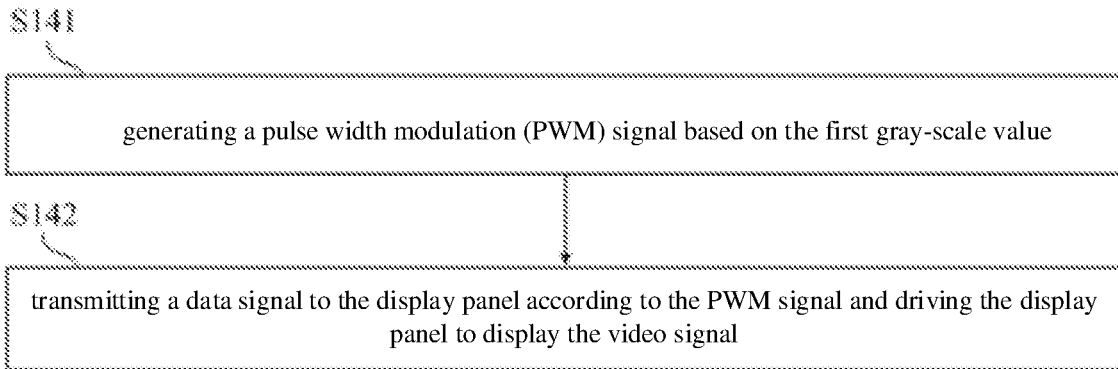 S141
generating a pulse width modulation (PWM) signal based on the first gray-scale value
S142
transmitting a data signal to the display panel according to the PWM signal and driving the display
panel to display the video signal